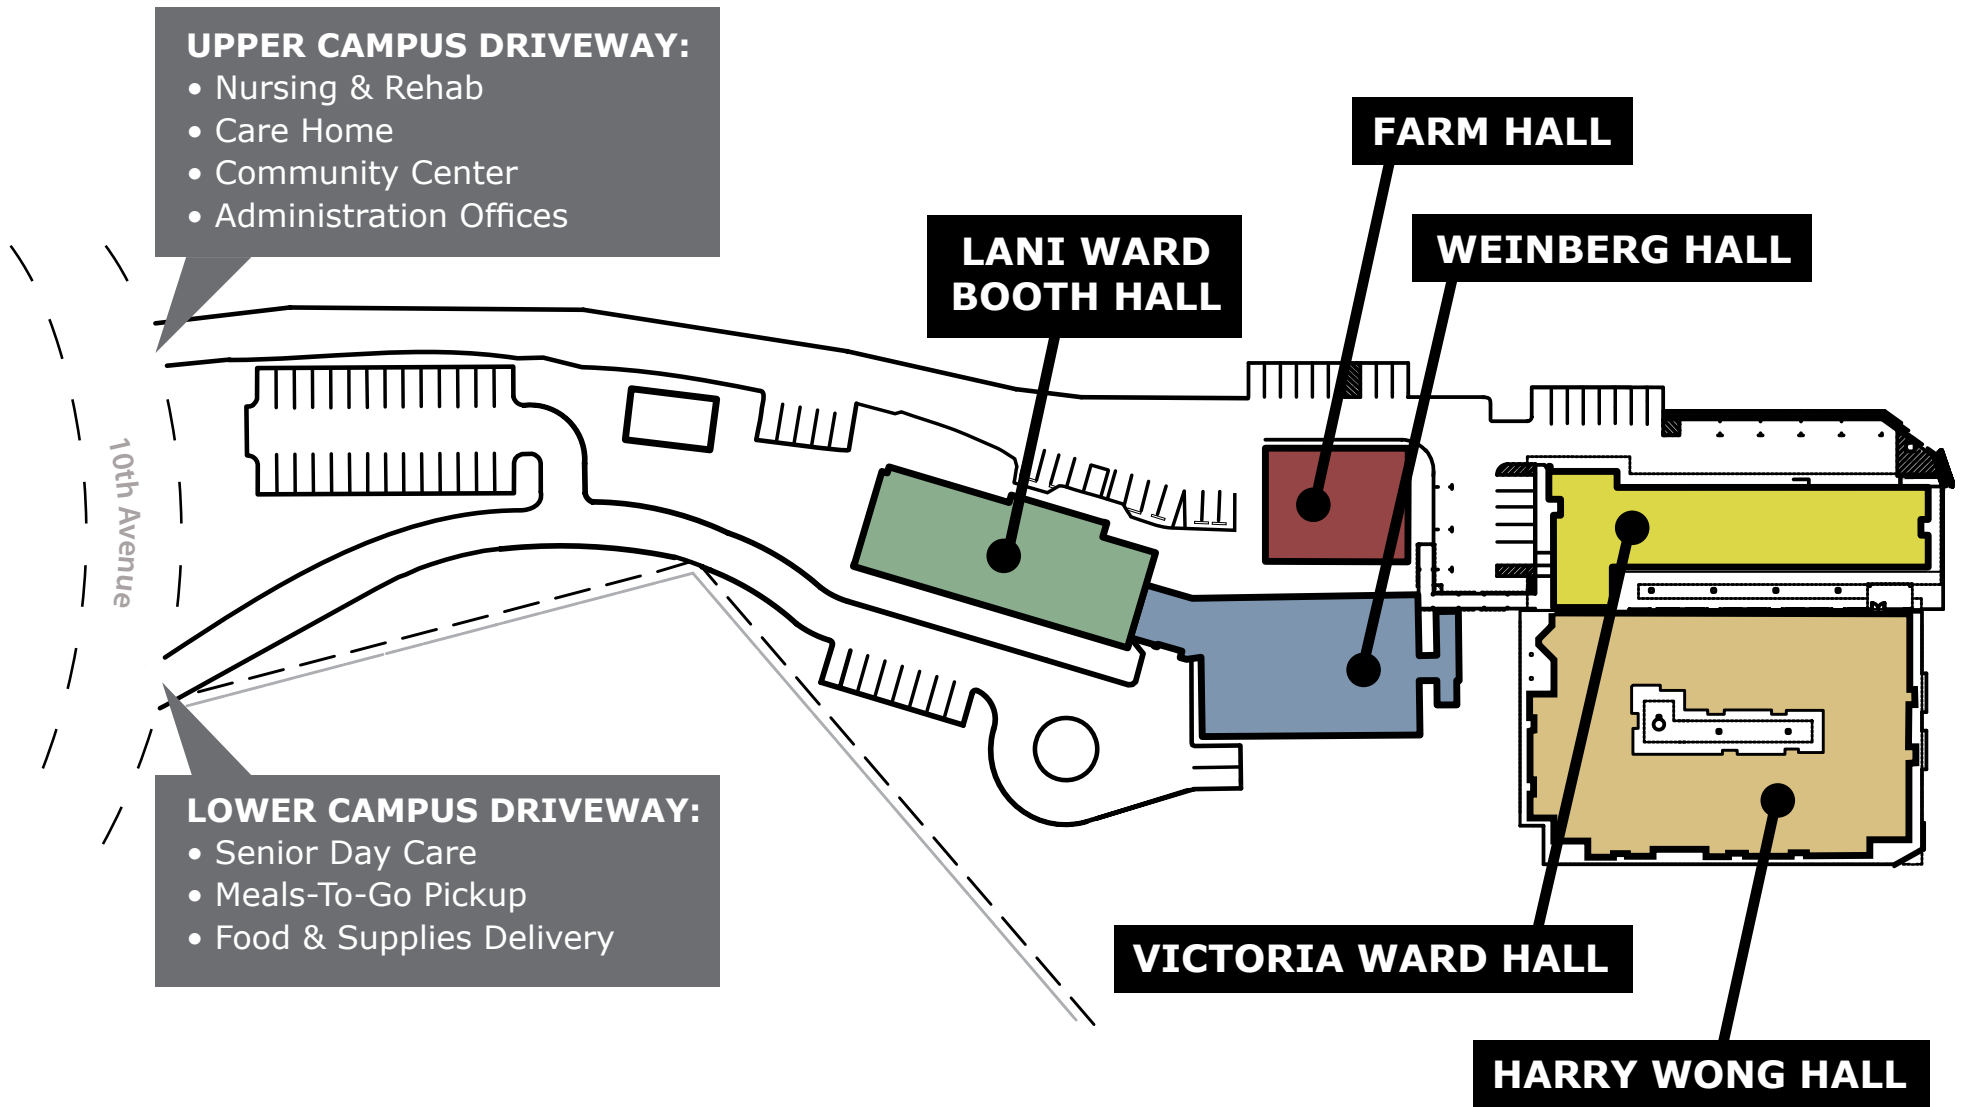 UPPER CAMPUS DRIVEWAY:
• Nursing & Rehab
• Care Home
• Community Center
• Administration Offices
FARM HALL
LANI WARD
BOOTH HALL
WEINBERG HALL
10th Avenue
LOWER CAMPUS DRIVEWAY:
• Senior Day Care
• Meals-To-Go Pickup
• Food & Supplies Delivery
VICTORIA WARD HALL
HARRY WONG HALL